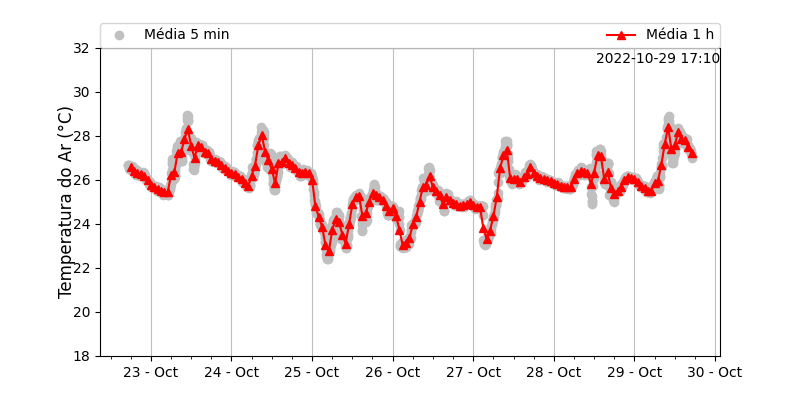 Média 5 min
Média 1 h
2022-10-29 17:10
Temperatura do Ar (°C)
32
30
28
26
24
22
20
18
23 - Oct
24 - Oct
25 - Oct
26 - Oct
27 - Oct
28 - Oct
29 - Oct
30 - Oct